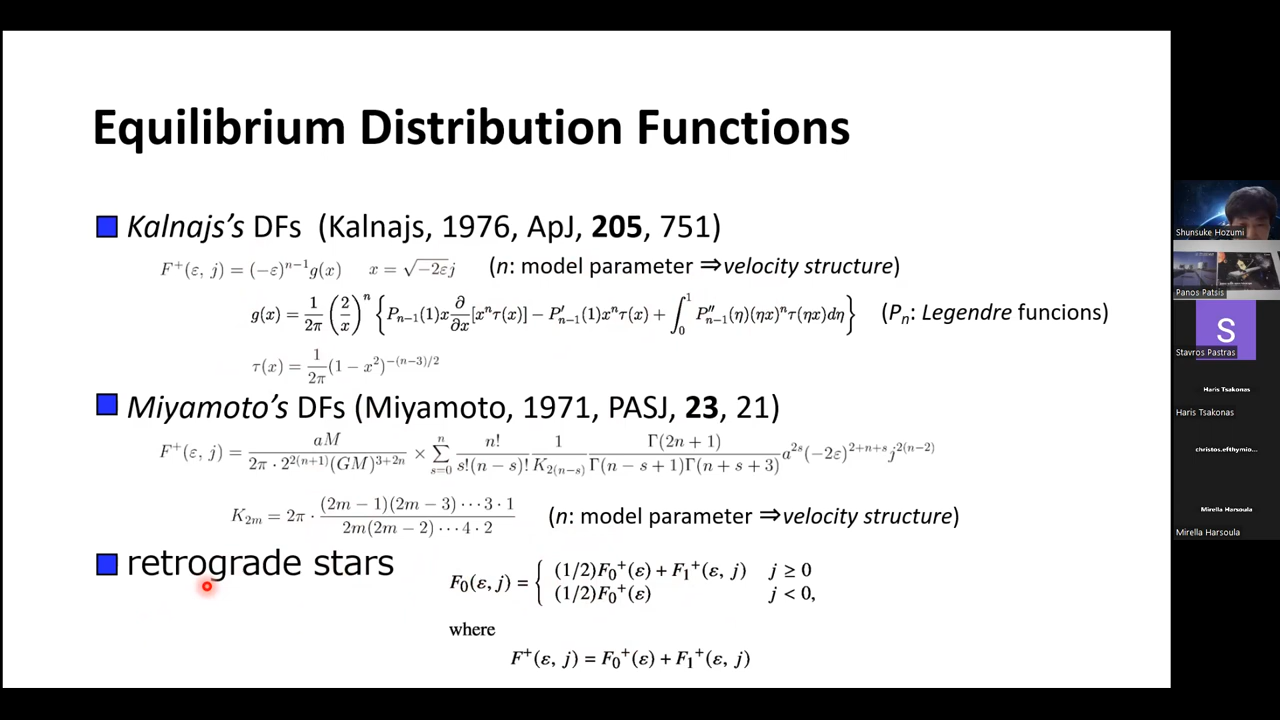 Equilibrium Distribution Functions
Kalnajs's DFs (Kalnajs, 1976, ApJ, 205, 751)
F⁺(ε, j) = (−ε)ⁿ⁻¹g(x) x = √(−2ε)j (n: model parameter ⇒velocity structure)
g(x) = 1/2π (2/x)ⁿ {Pₙ₋₁(1)x ∂/∂x[xⁿτ(x)] − P′ₙ₋₁(1)xⁿτ(x) + ∫₀¹ P″ₙ₋₁(η)(ηx)ⁿτ(ηx)dη} (Pₙ: Legendre funcions)
τ(x) = 1/2π (1 − x²)^{−(n−3)/2}
Miyamoto's DFs (Miyamoto, 1971, PASJ, 23, 21)
F⁺(ε, j) = aM / 2π · 2^{2(n+1)}(GM)^{3+2n} × Σ_{s=0}^{n} n!/s!(n − s)! 1/K_{2(n−s)} Γ(2n + 1)/Γ(n − s + 1)Γ(n + s + 3) a^{2s}(−2ε)^{2+n+s}j^{2(n−2)}
K_{2m} = 2π · (2m − 1)(2m − 3) ⋯ 3 · 1 / 2m(2m − 2) ⋯ 4 · 2 (n: model parameter ⇒velocity structure)
retrograde stars
F₀(ε, j) = { (1/2)F₀⁺(ε) + F₁⁺(ε, j) j ≥ 0
(1/2)F₀⁺(ε) j < 0,
where
F⁺(ε, j) = F₀⁺(ε) + F₁⁺(ε, j)
Shunsuke Hozumi
Panos Patsis
S
Stavros Pastras
Haris Tsakonas
Haris Tsakonas
christos.efthymio...
Mirella Harsoula
Mirella Harsoula